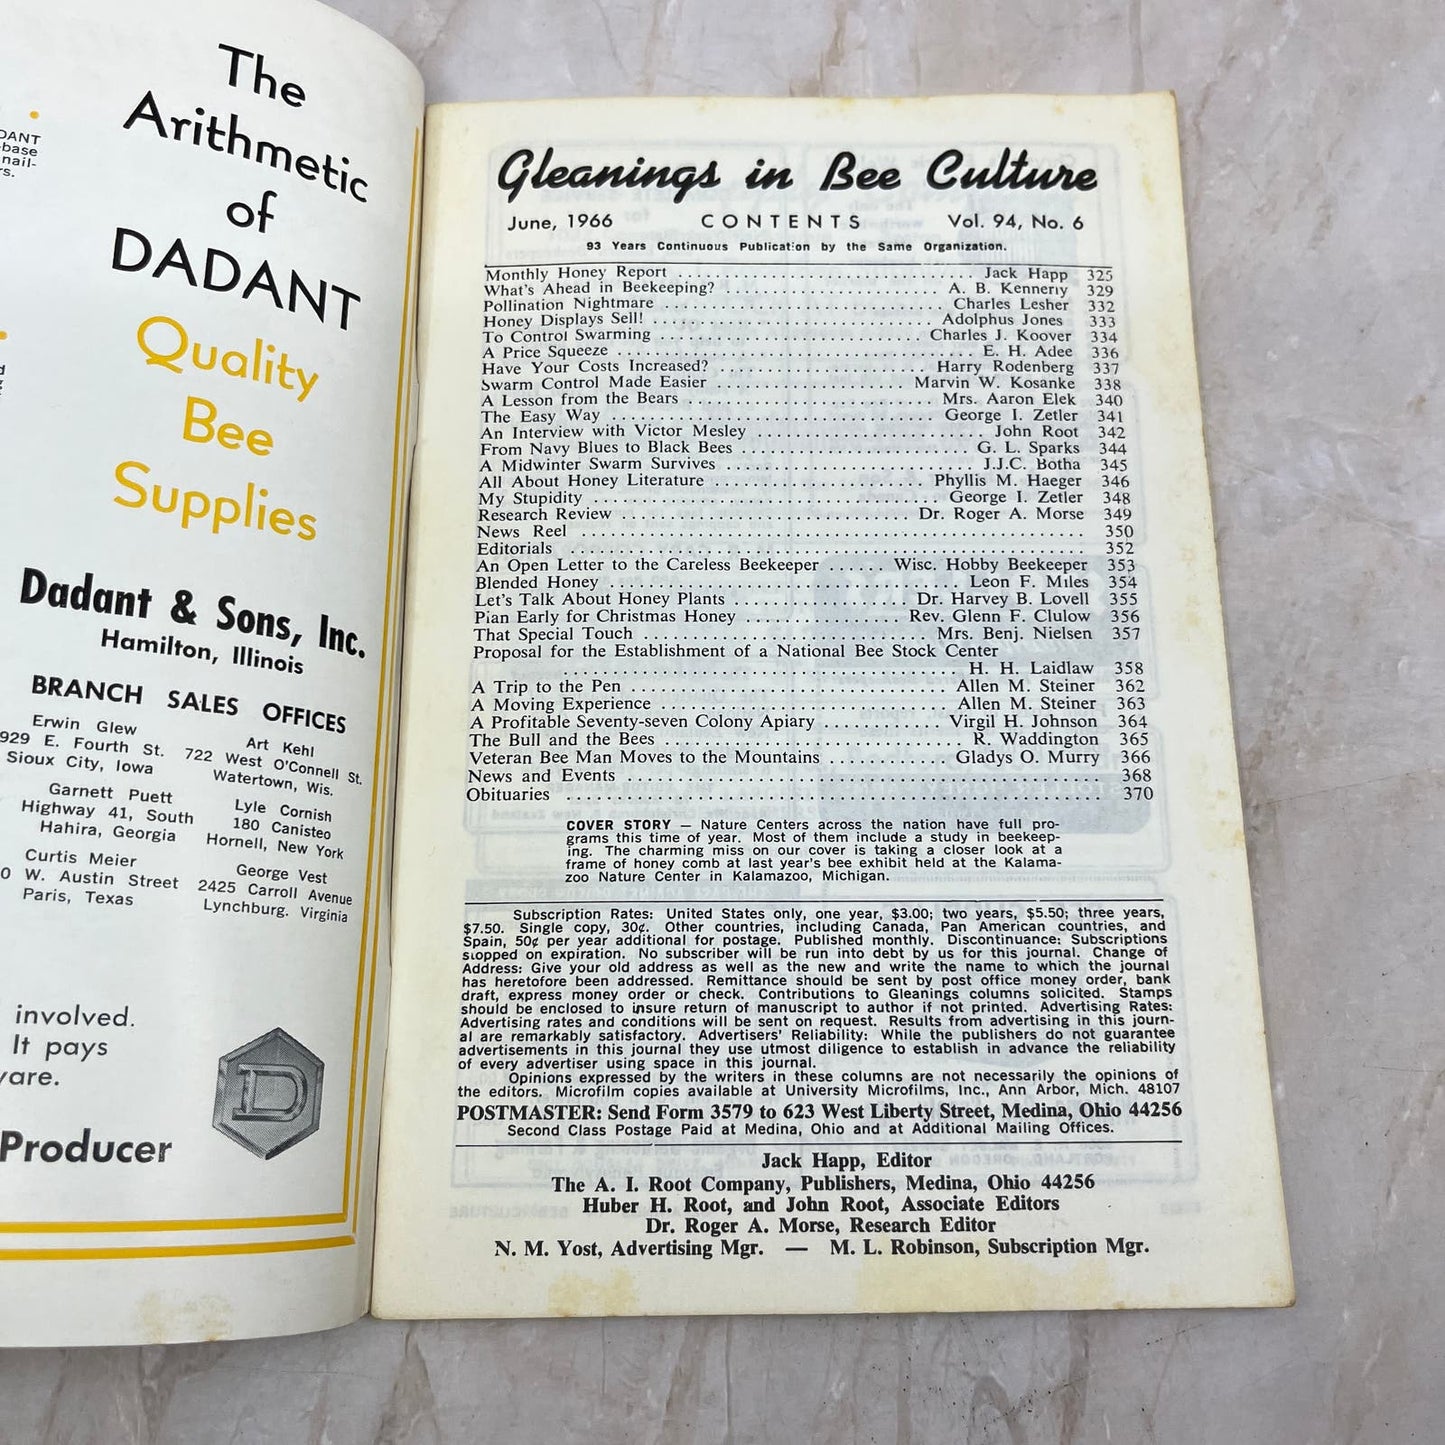 DANT
-base
nail-
rs.
The
Arithmetic
of
DADANT
Quality
Bee
Supplies
Dadant & Sons, Inc.
Hamilton, Illinois
BRANCH SALES OFFICES
Erwin Glew
929 E. Fourth St.
Sioux City, Iowa
Art Kehl
722 West O'Connell St.
Watertown, Wis.
Garnett Puett
Highway 41, South
Hahira, Georgia
Lyle Cornish
180 Canisteo
Hornell, New York
Curtis Meier
0 W. Austin Street
Paris, Texas
George Vest
2425 Carroll Avenue
Lynchburg. Virginia
involved.
It pays
ware.
Producer
D
Gleanings in Bee Culture
June, 1966 CONTENTS Vol. 94, No. 6
93 Years Continuous Publication by the Same Organization.
Monthly Honey Report .......... Jack Happ 325
What's Ahead in Beekeeping? .......... A. B. Kennerly 329
Pollination Nightmare .......... Charles Lesher 332
Honey Displays Sell! .......... Adolphus Jones 333
To Control Swarming .......... Charles J. Koover 334
A Price Squeeze .......... E. H. Adee 336
Have Your Costs Increased? .......... Harry Rodenberg 337
Swarm Control Made Easier .......... Marvin W. Kosanke 338
A Lesson from the Bears .......... Mrs. Aaron Elek 340
The Easy Way .......... George I. Zetler 341
An Interview with Victor Mesley .......... John Root 342
From Navy Blues to Black Bees .......... G. L. Sparks 344
A Midwinter Swarm Survives .......... J.J.C. Botha 345
All About Honey Literature .......... Phyllis M. Haeger 346
My Stupidity .......... George I. Zetler 348
Research Review .......... Dr. Roger A. Morse 349
News Reel .......... 350
Editorials .......... 352
An Open Letter to the Careless Beekeeper ...... Wisc. Hobby Beekeeper 353
Blended Honey .......... Leon F. Miles 354
Let's Talk About Honey Plants .......... Dr. Harvey B. Lovell 355
Plan Early for Christmas Honey .......... Rev. Glenn F. Clulow 356
That Special Touch .......... Mrs. Benj. Nielsen 357
Proposal for the Establishment of a National Bee Stock Center
.......... H. H. Laidlaw 358
A Trip to the Pen .......... Allen M. Steiner 362
A Moving Experience .......... Allen M. Steiner 363
A Profitable Seventy-seven Colony Apiary .......... Virgil H. Johnson 364
The Bull and the Bees .......... R. Waddington 365
Veteran Bee Man Moves to the Mountains .......... Gladys O. Murry 366
News and Events .......... 368
Obituaries .......... 370
COVER STORY — Nature Centers across the nation have full pro-
grams this time of year. Most of them include a study in beekeep-
ing. The charming miss on our cover is taking a closer look at a
frame of honey comb at last year's bee exhibit held at the Kalama-
zoo Nature Center in Kalamazoo, Michigan.
Subscription Rates: United States only, one year, $3.00; two years, $5.50; three years,
$7.50. Single copy, 30¢. Other countries, including Canada, Pan American countries, and
Spain, 50¢ per year additional for postage. Published monthly. Discontinuance: Subscriptions
stopped on expiration. No subscriber will be run into debt by us for this journal. Change of
Address: Give your old address as well as the new and write the name to which the journal
has heretofore been addressed. Remittance should be sent by post office money order, bank
draft, express money order or check. Contributions to Gleanings columns solicited. Stamps
should be enclosed to insure return of manuscript to author if not printed. Advertising Rates:
Advertising rates and conditions will be sent on request. Results from advertising in this journ-
al are remarkably satisfactory. Advertisers' Reliability: While the publishers do not guarantee
advertisements in this journal they use utmost diligence to establish in advance the reliability
of every advertiser using space in this journal.
Opinions expressed by the writers in these columns are not necessarily the opinions of
the editors. Microfilm copies available at University Microfilms, Inc., Ann Arbor, Mich. 48107
POSTMASTER: Send Form 3579 to 623 West Liberty Street, Medina, Ohio 44256
Second Class Postage Paid at Medina, Ohio and at Additional Mailing Offices.
Jack Happ, Editor
The A. I. Root Company, Publishers, Medina, Ohio 44256
Huber H. Root, and John Root, Associate Editors
Dr. Roger A. Morse, Research Editor
N. M. Yost, Advertising Mgr. — M. L. Robinson, Subscription Mgr.